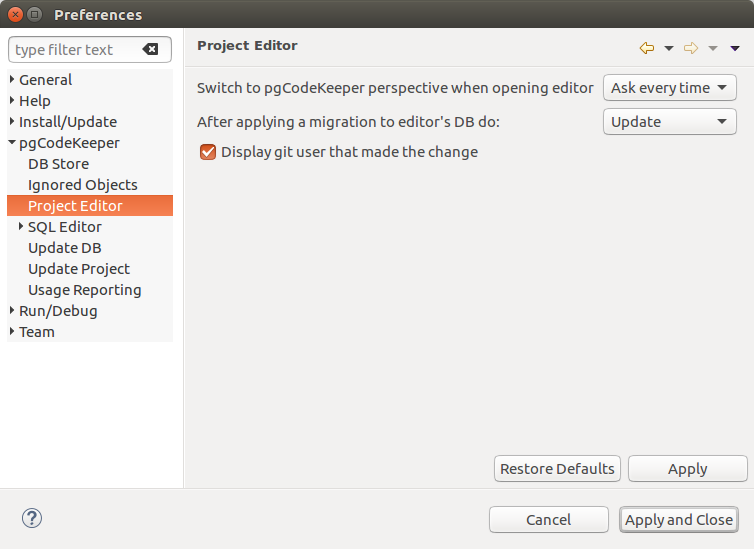 Preferences
type filter text
General
Help
Install/Update
pgCodeKeeper
DB Store
Ignored Objects
Project Editor
SQL Editor
Update DB
Update Project
Usage Reporting
Run/Debug
Team
Project Editor
Switch to pgCodeKeeper perspective when opening editor Ask every time
After applying a migration to editor's DB do: Update
Display git user that made the change
Restore Defaults Apply
? Cancel Apply and Close